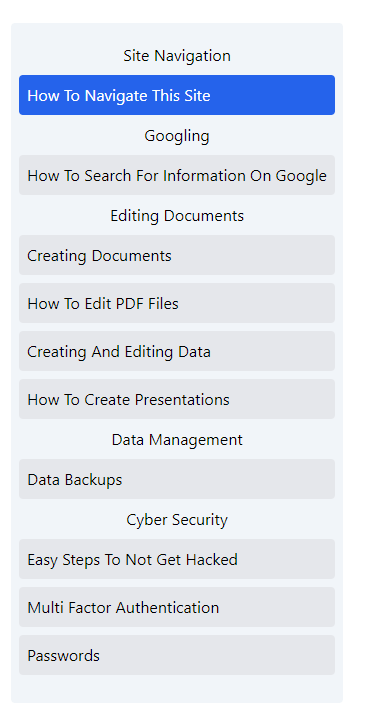 Site Navigation
How To Navigate This Site
Googling
How To Search For Information On Google
Editing Documents
Creating Documents
How To Edit PDF Files
Creating And Editing Data
How To Create Presentations
Data Management
Data Backups
Cyber Security
Easy Steps To Not Get Hacked
Multi Factor Authentication
Passwords